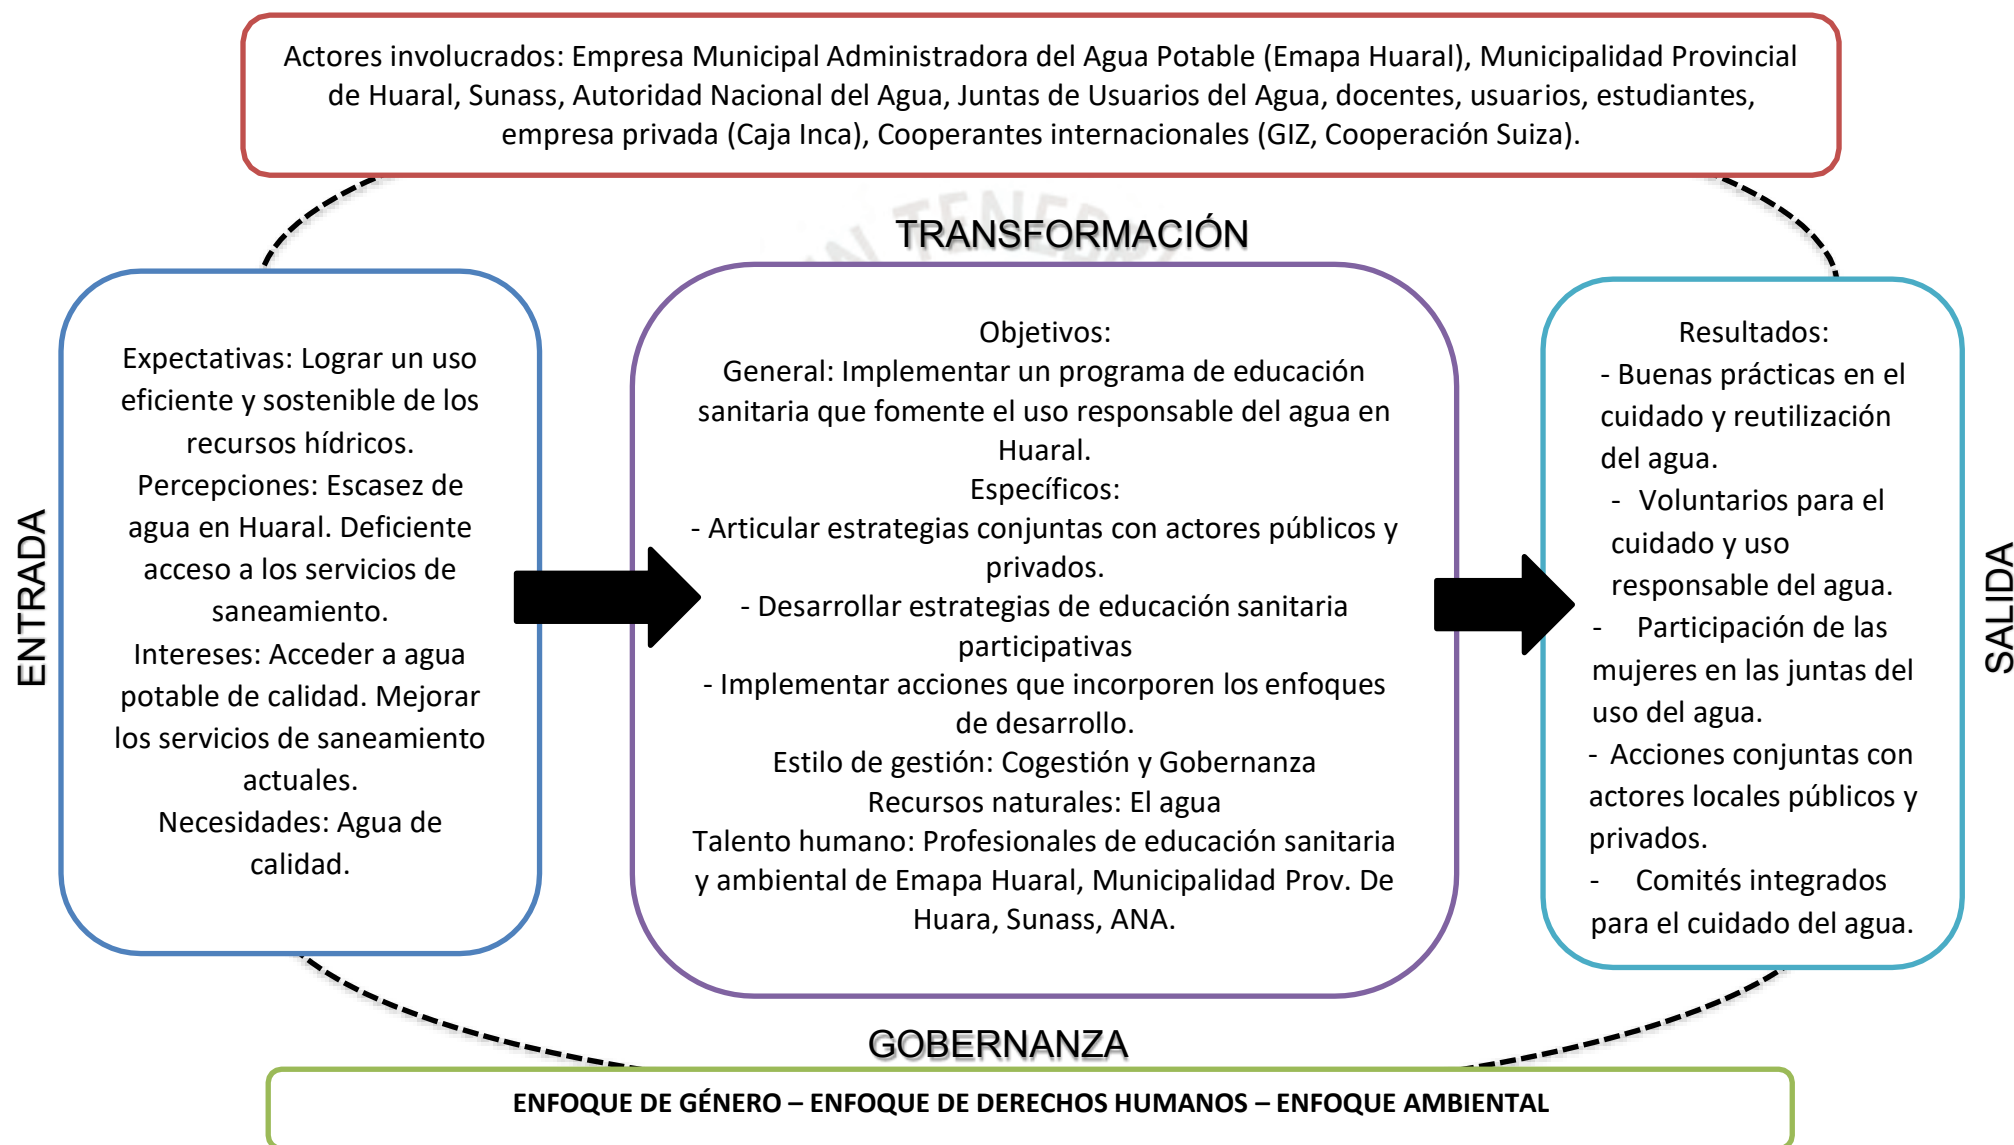 Actores involucrados: Empresa Municipal Administradora del Agua Potable (Emapa Huaral), Municipalidad Provincial
de Huaral, Sunass, Autoridad Nacional del Agua, Juntas de Usuarios del Agua, docentes, usuarios, estudiantes,
empresa privada (Caja Inca), Cooperantes internacionales (GIZ, Cooperación Suiza).
TRANSFORMACIÓN
ENTRADA
Expectativas: Lograr un uso
eficiente y sostenible de los
recursos hídricos.
Percepciones: Escasez de
agua en Huaral. Deficiente
acceso a los servicios de
saneamiento.
Intereses: Acceder a agua
potable de calidad. Mejorar
los servicios de saneamiento
actuales.
Necesidades: Agua de
calidad.
Objetivos:
General: Implementar un programa de educación
sanitaria que fomente el uso responsable del agua en
Huaral.
Específicos:
- Articular estrategias conjuntas con actores públicos y
privados.
- Desarrollar estrategias de educación sanitaria
participativas
- Implementar acciones que incorporen los enfoques
de desarrollo.
Estilo de gestión: Cogestión y Gobernanza
Recursos naturales: El agua
Talento humano: Profesionales de educación sanitaria
y ambiental de Emapa Huaral, Municipalidad Prov. De
Huara, Sunass, ANA.
Resultados:
- Buenas prácticas en el
cuidado y reutilización
del agua.
- Voluntarios para el
cuidado y uso
responsable del agua.
- Participación de las
mujeres en las juntas del
uso del agua.
- Acciones conjuntas con
actores locales públicos y
privados.
- Comités integrados
para el cuidado del agua.
SALIDA
GOBERNANZA
ENFOQUE DE GÉNERO – ENFOQUE DE DERECHOS HUMANOS – ENFOQUE AMBIENTAL